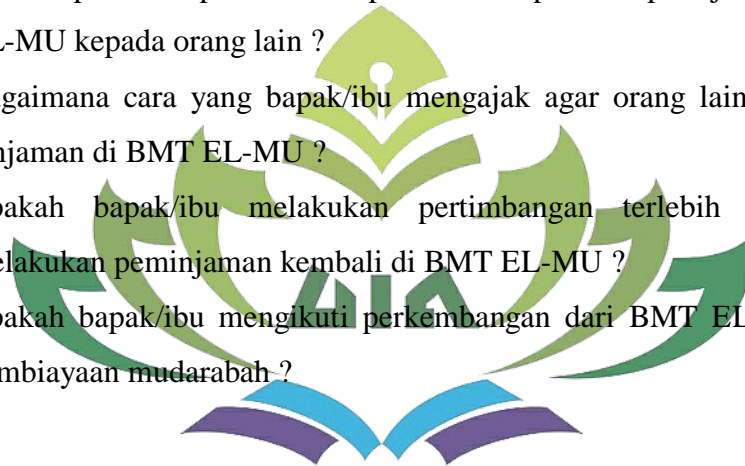 L-MU kepada orang lain ?
gaimana cara yang bapak/ibu mengajak agar orang lain
njaman di BMT EL-MU ?
pakah bapak/ibu melakukan pertimbangan terlebih
elakukan peminjaman kembali di BMT EL-MU ?
pakah bapak/ibu mengikuti perkembangan dari BMT EL
mbiayaan mudarabah ?